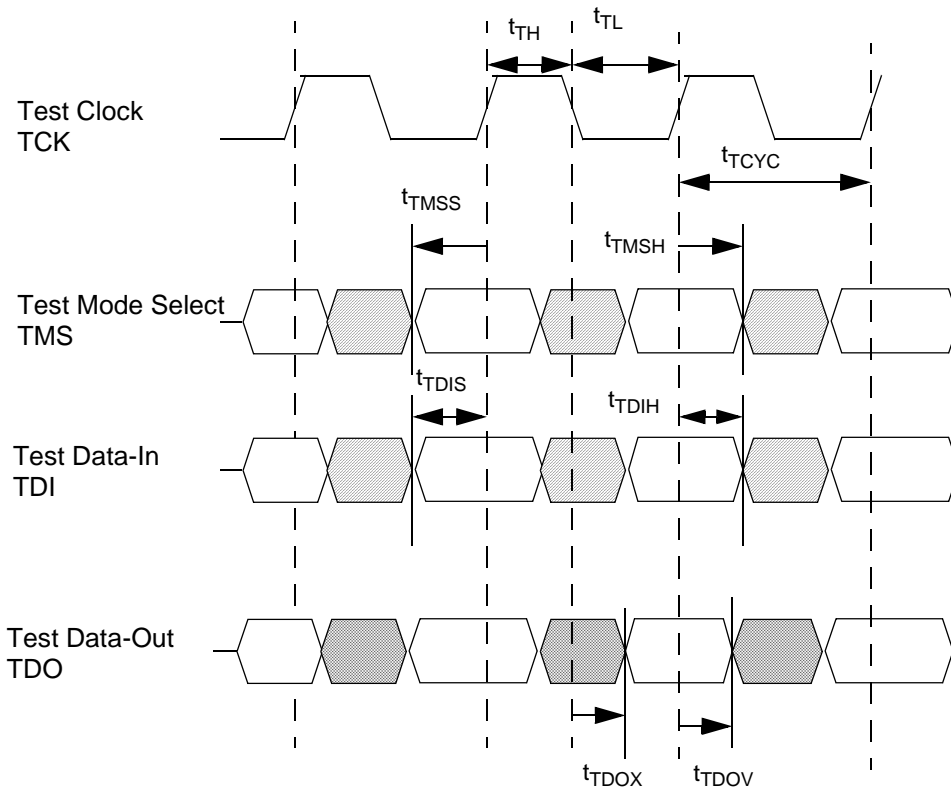 tTH
tTL
Test Clock
TCK
tTCYC
tTMSS
tTMSH
Test Mode Select
TMS
tTDIS
tTDIH
Test Data-In
TDI
Test Data-Out
TDO
tTDOX
tTDOV